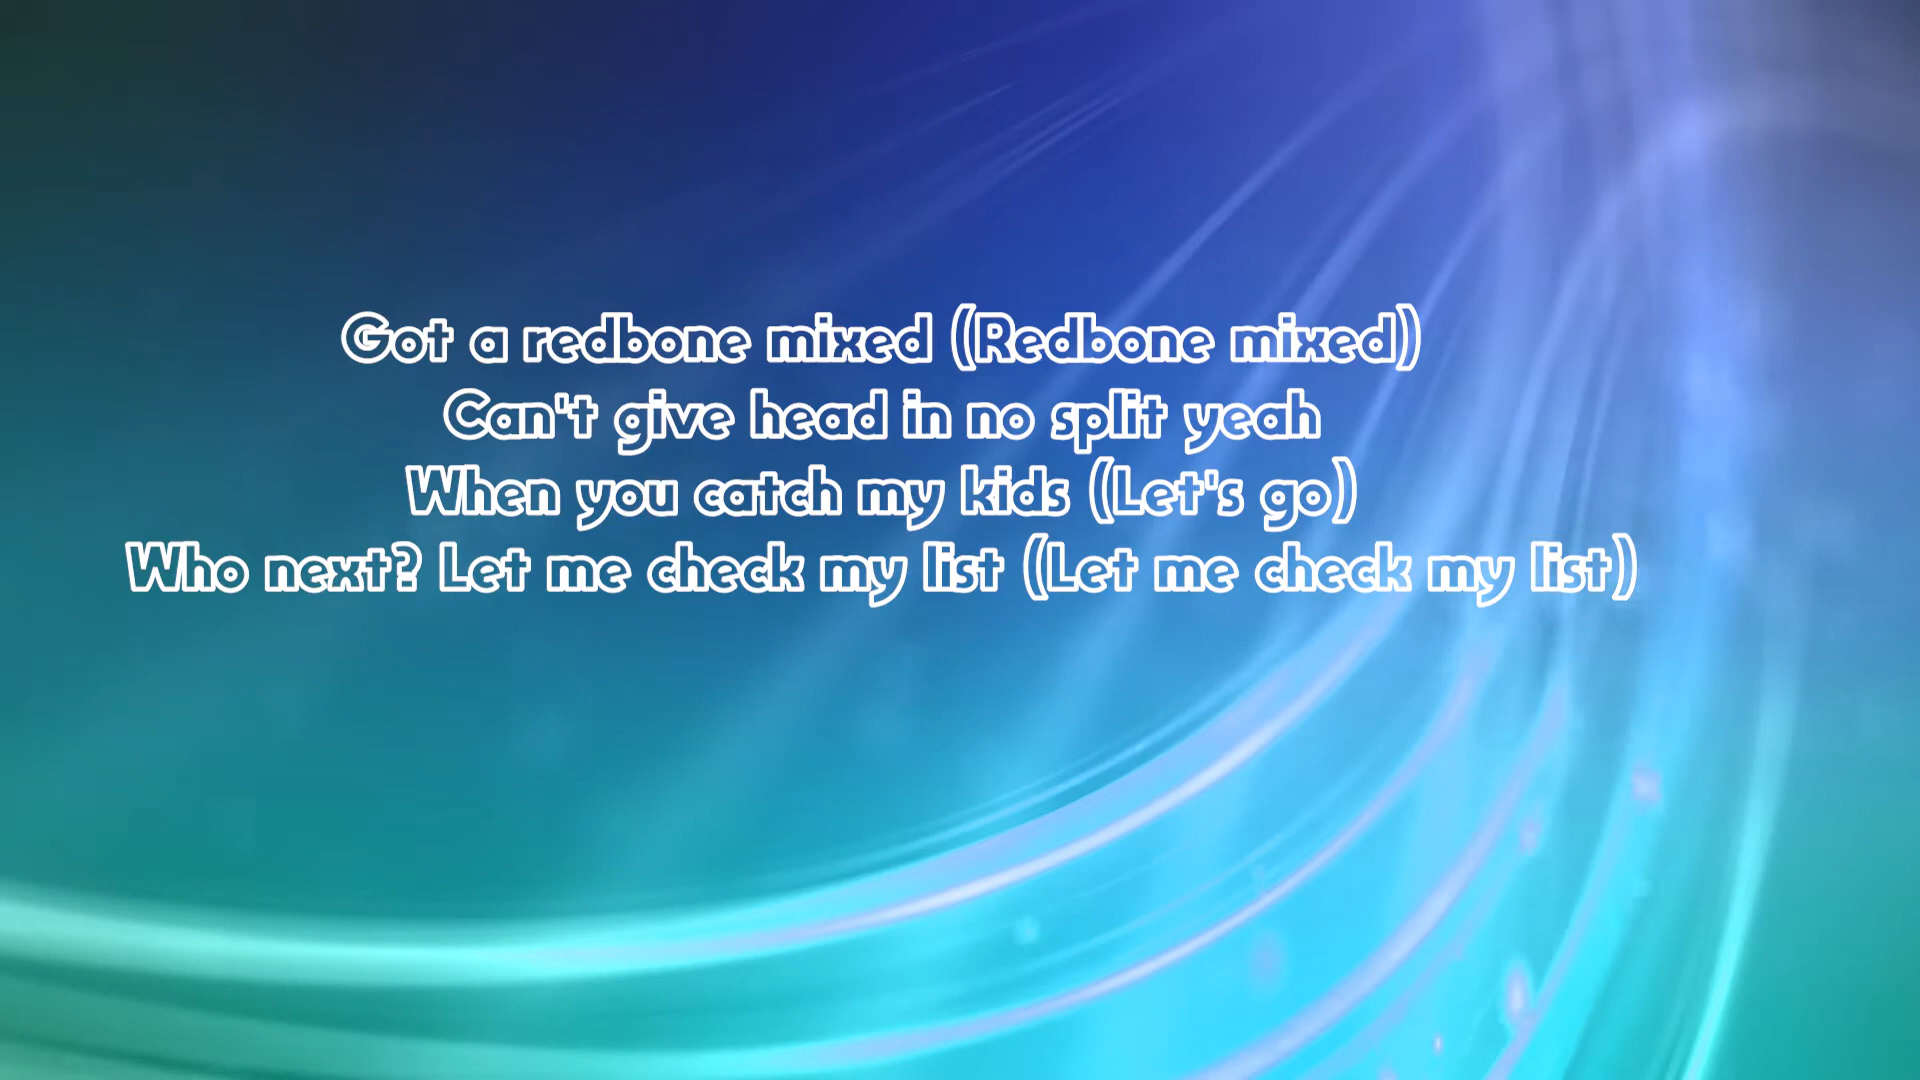 Got a redbone mixed (Redbone mixed)
Can't give head in no split yeah
When you catch my kids (Let's go)
Who next? Let me check my list (Let me check my list)